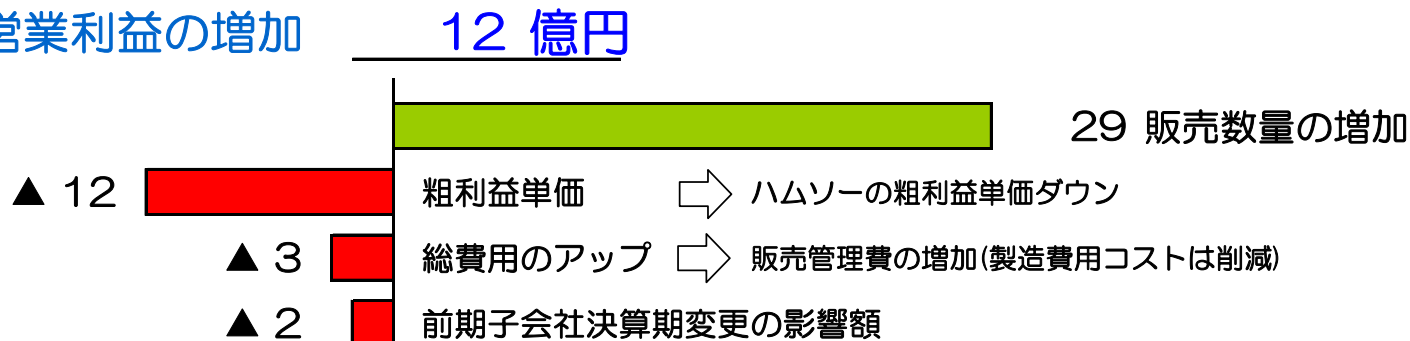 営業利益の増加 12 億円
29 販売数量の増加
▲ 12 粗利益単価 ハムソーの粗利益単価ダウン
▲ 3 総費用のアップ 販売管理費の増加(製造費用コストは削減)
▲ 2 前期子会社決算期変更の影響額